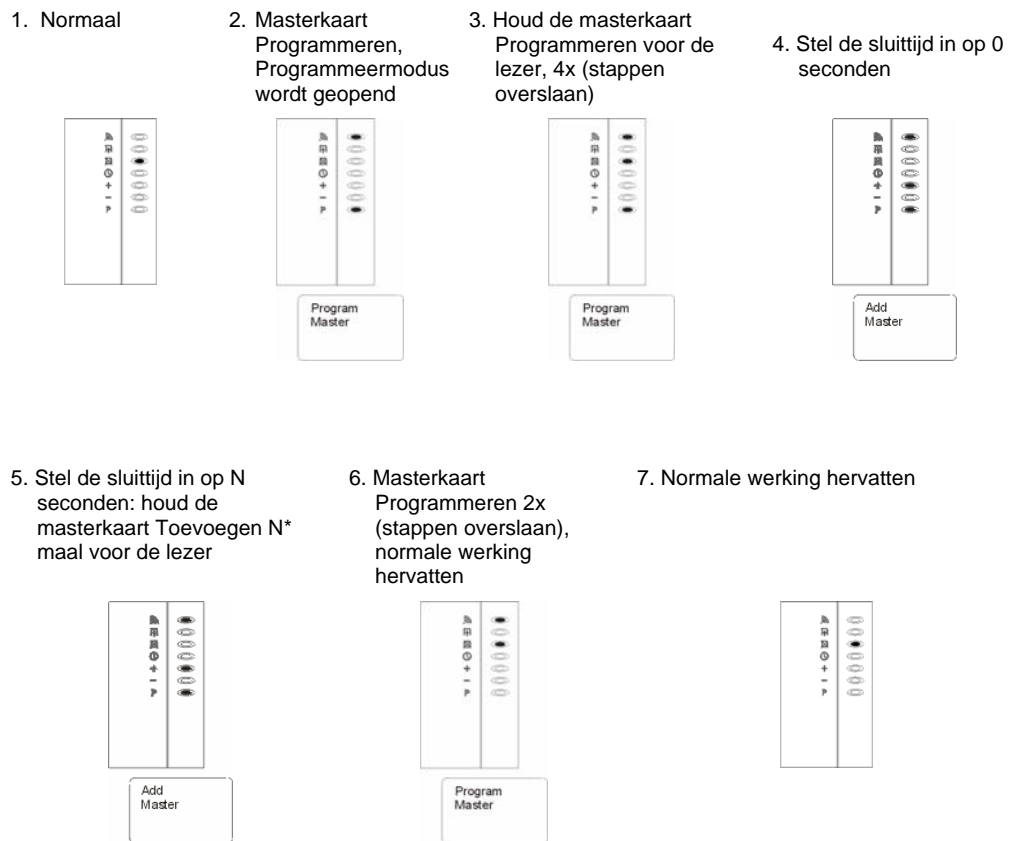 1. Normaal
2. Masterkaart
Programmeren,
Programmeermodus
wordt geopend
3. Houd de masterkaart
Programmeren voor de
lezer, 4x (stappen
overslaan)
4. Stel de sluittijd in op 0
seconden
+
−
P
+
−
P
Program
Master
+
−
P
Program
Master
+
−
P
Add
Master
5. Stel de sluittijd in op N
seconden: houd de
masterkaart Toevoegen N*
maal voor de lezer
6. Masterkaart
Programmeren 2x
(stappen overslaan),
normale werking
hervatten
7. Normale werking hervatten
+
−
P
Add
Master
+
−
P
Program
Master
+
−
P